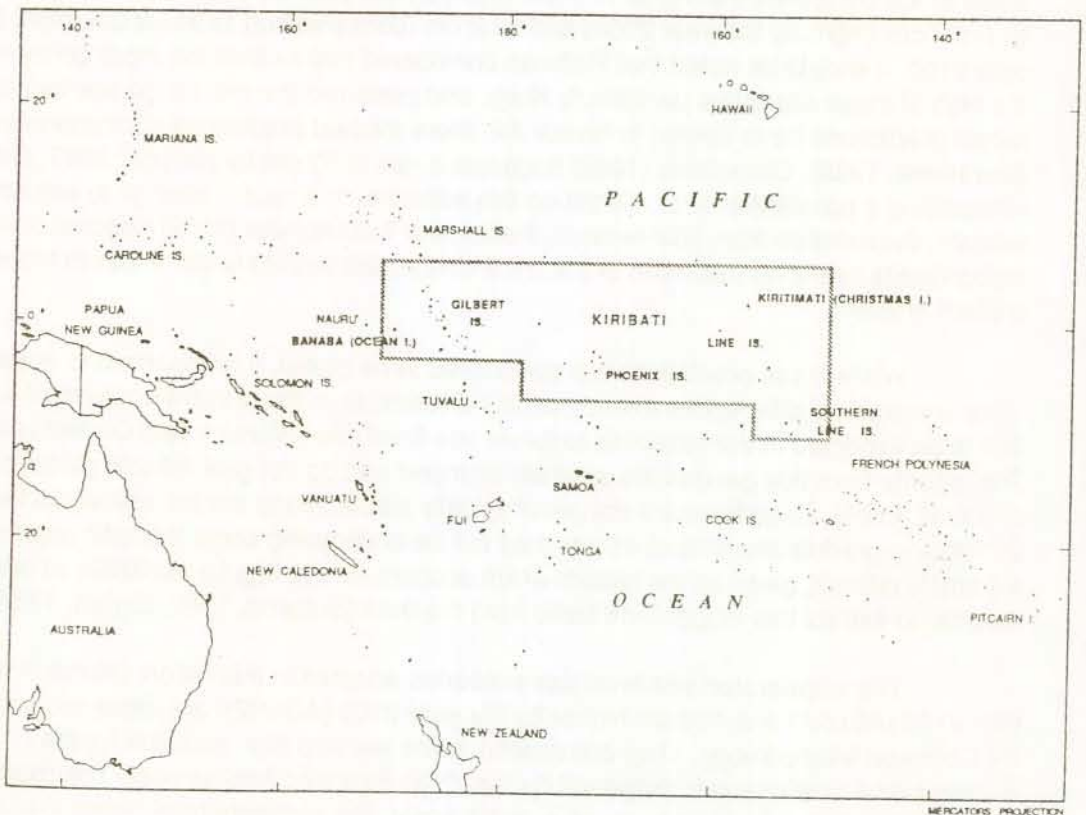 140°
160°
180°
160°
140°
20°
HAWAII
MARIANA IS.
P A C I F I C
MARSHALL IS.
CAROLINE IS.
PAPUA
NEW GUINEA
GILBERT
IS.
KIRITIMATI (CHRISTMAS I.)
0°
NAURU
KIRIBATI
BANABA (OCEAN I.)
LINE IS.
PHOENIX IS.
SOLOMON IS.
TUVALU
SOUTHERN
LINE IS.
FRENCH POLYNESIA
SAMOA
VANUATU
FIJI
COOK IS.
20°
TONGA
NEW CALEDONIA
O C E A N
PITCAIRN I.
AUSTRALIA
NEW ZEALAND
MERCATORS PROJECTION